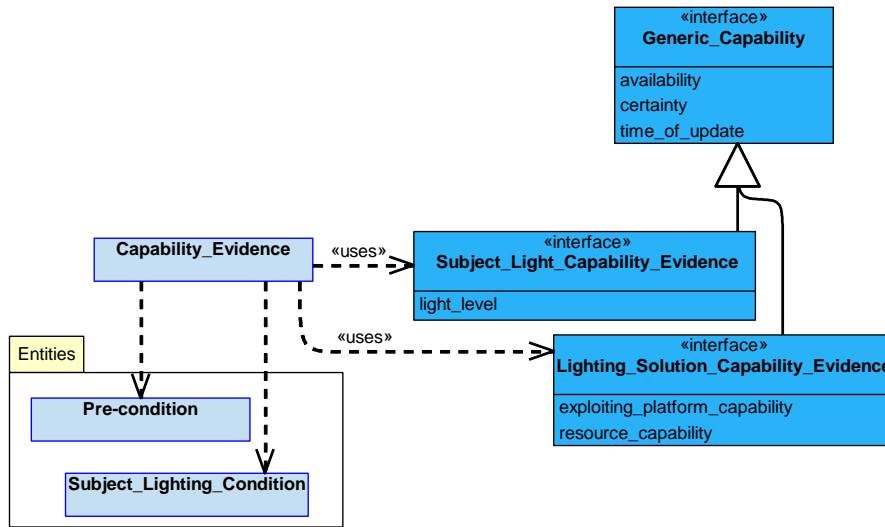 «interface»
Generic_Capability
availability
certainty
time_of_update
Capability_Evidence
«uses»
«interface»
Subject_Light_Capability_Evidence
light_level
«uses»
«interface»
Lighting_Solution_Capability_Evidence
exploiting_platform_capability
resource_capability
Entities
Pre-condition
Subject_Lighting_Condition